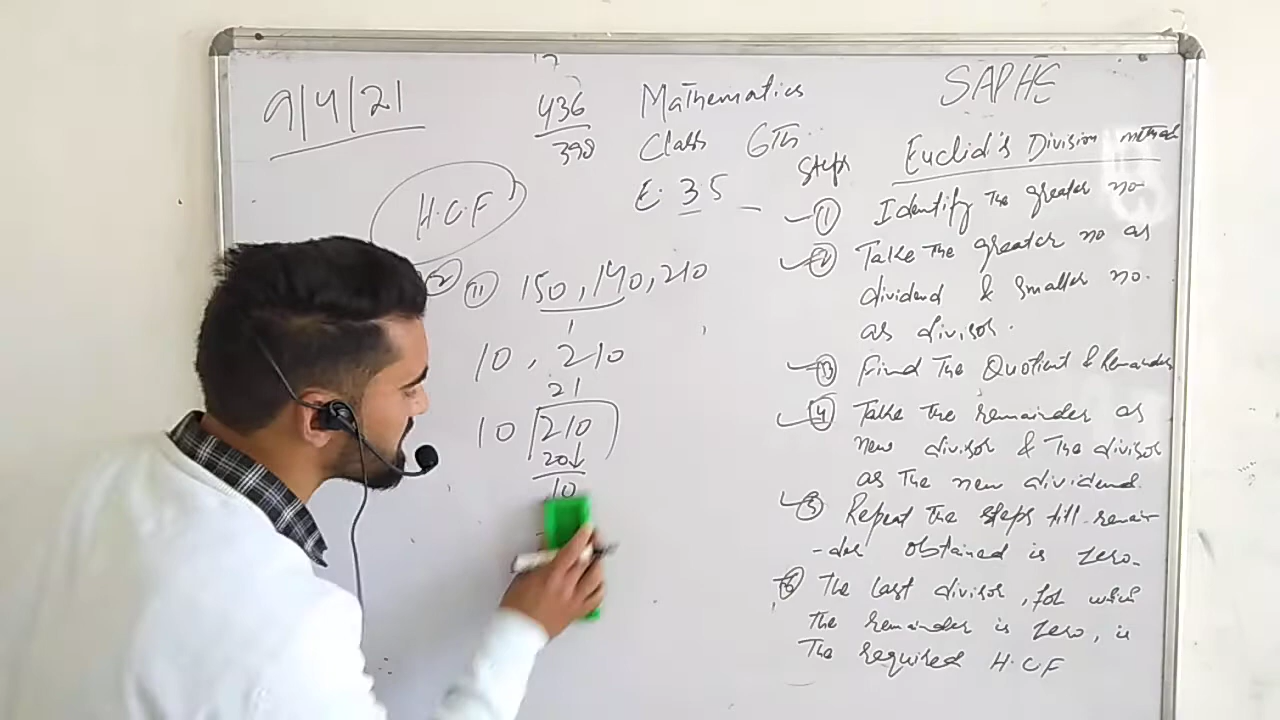 9/4/21
436
398
Mathematics
Class 6Th
E. 35
H.C.F
(11) 150, 140, 210
1
10, 210
21
10 210
20↓
10
SAPHE
Euclid's Division method
Steps
(1) Identify The greater no
(2) Take The greater no as
dividend & smaller no.
as divisor.
(3) Find The Quotient & Remainder
(4) Take The remainder as
new divisor & The divisor
as The new dividend.
(5) Repeat The steps till remain
-der obtained is zero.
(6) The last divisor, for which
The remainder is zero, is
The required H.C.F